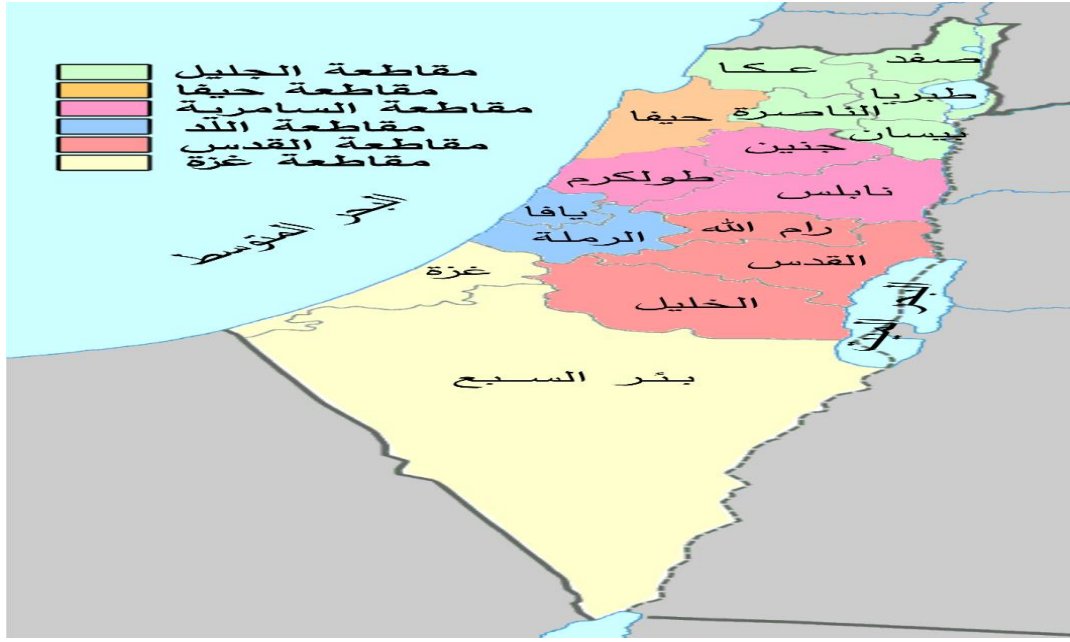 مقاطعة الجليل
مقاطعة حيفا
مقاطعة السامرية
مقاطعة اللد
مقاطعة القدس
مقاطعة غزة
البحر المتوسط
صفد
عكا
طبريا
الناصرة
حيفا
بيسان
جنين
طولكرم
نابلس
يافا
رام الله
الرملة
القدس
غزة
الخليل
البحر الميت
بئر السبع